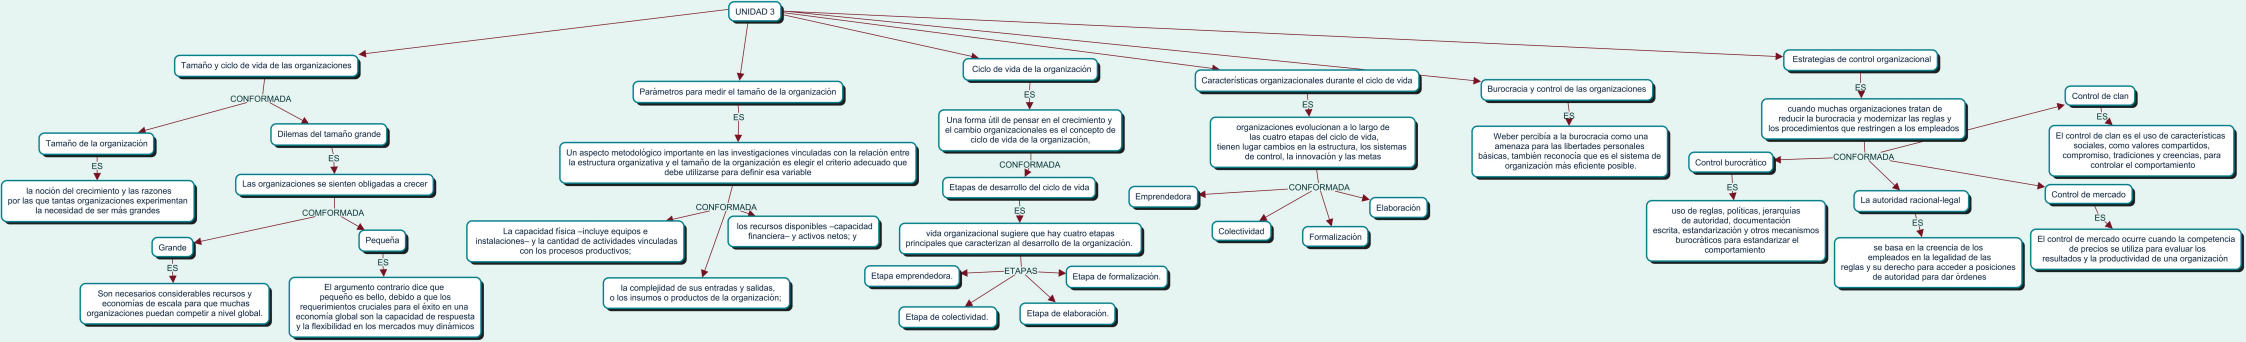 UNIDAD 3
Tamaño y ciclo de vida de las organizaciones
CONFORMADA
Tamaño de la organización
ES
la noción del crecimiento y las razones
por las que tantas organizaciones experimentan
la necesidad de ser más grandes
Dilemas del tamaño grande
ES
Las organizaciones se sienten obligadas a crecer
COMFORMADA
Grande
ES
Son necesarios considerables recursos y
economías de escala para que muchas
organizaciones puedan competir a nivel global.
Pequeña
ES
El argumento contrario dice que
pequeño es bello, debido a que los
requerimientos cruciales para el éxito en una
economía global son la capacidad de respuesta
y la flexibilidad en los mercados muy dinámicos
Paràmetros para medir el tamaño de la organización
ES
Un aspecto metodológico importante en las investigaciones vinculadas con la relación entre
la estructura organizativa y el tamaño de la organización es elegir el criterio adecuado que
debe utilizarse para definir esa variable
CONFORMADA
La capacidad física –incluye equipos e
instalaciones– y la cantidad de actividades vinculadas
con los procesos productivos;
la complejidad de sus entradas y salidas,
o los insumos o productos de la organización;
los recursos disponibles –capacidad
financiera– y activos netos; y
Ciclo de vida de la organización
ES
Una forma útil de pensar en el crecimiento y
el cambio organizacionales es el concepto de
ciclo de vida de la organización,
CONFORMADA
Etapas de desarrollo del ciclo de vida
ES
vida organizacional sugiere que hay cuatro etapas
principales que caracterizan al desarrollo de la organización.
ETAPAS
Etapa emprendedora.
Etapa de colectividad.
Etapa de elaboración.
Etapa de formalización.
Características organizacionales durante el ciclo de vida
ES
organizaciones evolucionan a lo largo de
las cuatro etapas del ciclo de vida,
tienen lugar cambios en la estructura, los sistemas
de control, la innovación y las metas
CONFORMADA
Emprendedora
Colectividad
Formalización
Elaboración
Burocracia y control de las organizaciones
ES
Weber percibía a la burocracia como una
amenaza para las libertades personales
básicas, también reconocía que es el sistema de
organización más eficiente posible.
Estrategias de control organizacional
ES
cuando muchas organizaciones tratan de
reducir la burocracia y modernizar las reglas y
los procedimientos que restringen a los empleados
CONFORMADA
Control burocrático
ES
uso de reglas, políticas, jerarquías
de autoridad, documentación
escrita, estandarización y otros mecanismos
burocráticos para estandarizar el
comportamiento
La autoridad racional-legal
ES
se basa en la creencia de los
empleados en la legalidad de las
reglas y su derecho para acceder a posiciones
de autoridad para dar órdenes
Control de clan
ES
El control de clan es el uso de características
sociales, como valores compartidos,
compromiso, tradiciones y creencias, para
controlar el comportamiento
Control de mercado
ES
El control de mercado ocurre cuando la competencia
de precios se utiliza para evaluar los
resultados y la productividad de una organización